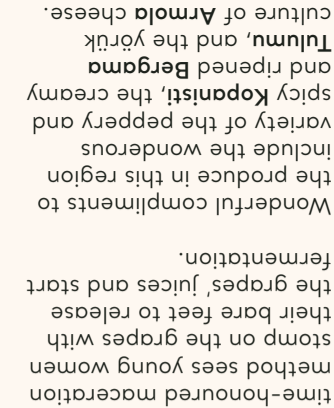 time-honoured maceration
method sees young women
stomp on the grapes with
their bare feet to release
the grapes' juices and start
fermentation.
Wonderful compliments to
the produce in this region
include the wonderous
variety of the peppery and
spicy Kopanisti, the creamy
and ripened Bergama
Tulumu, and the yörük
culture of Armola cheese.